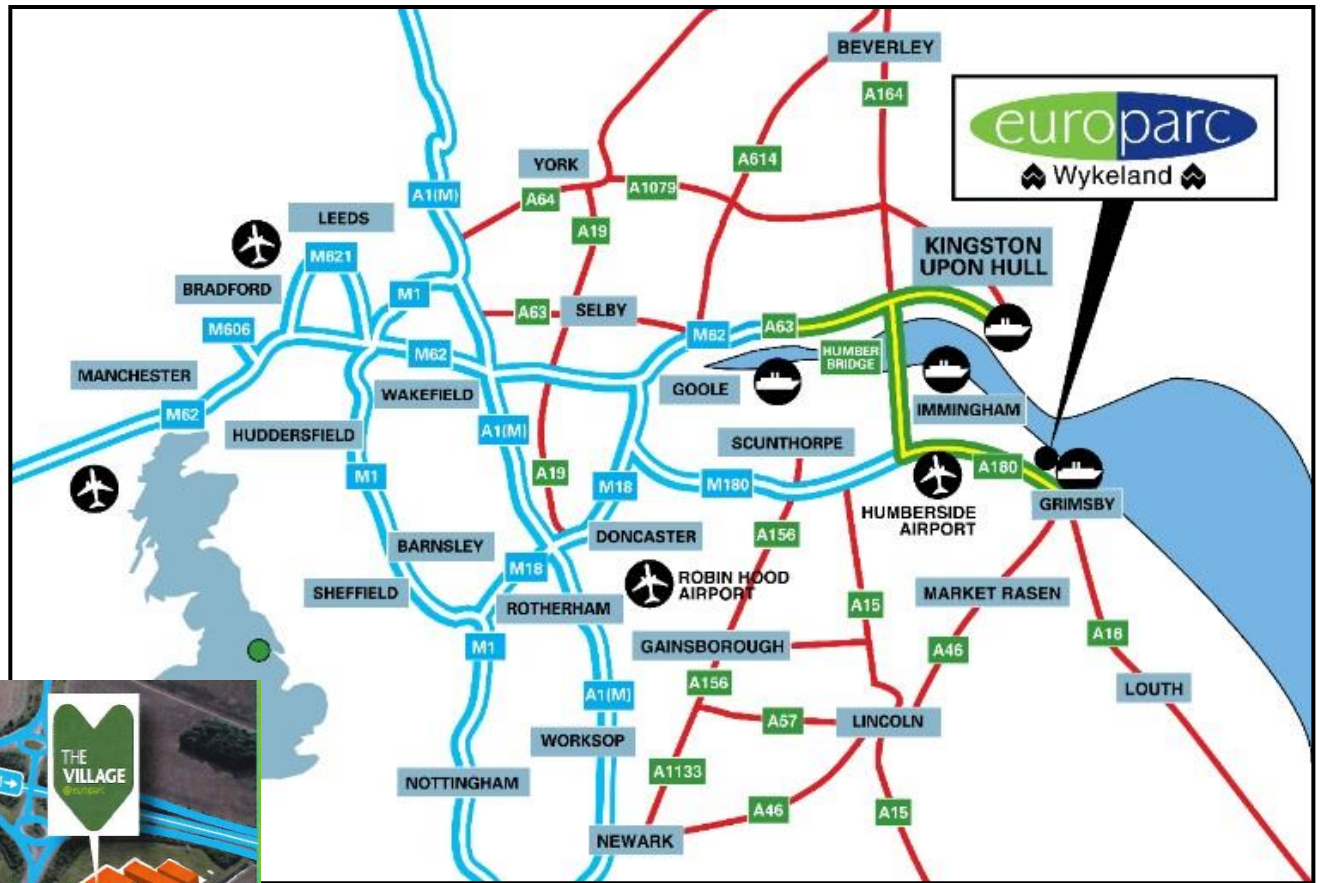 BEVERLEY
A164
europarc
Wykeland
A614
YORK
A1079
A64
A1(M)
LEEDS
A19
M621
KINGSTON
UPON HULL
BRADFORD
M1
A63
SELBY
M62
A63
M606
HUMBER
BRIDGE
M62
MANCHESTER
WAKEFIELD
GOOLE
IMMINGHAM
M62
HUDDERSFIELD
A1(M)
SCUNTHORPE
M1
A19
M18
M180
A180
GRIMSBY
HUMBERSIDE
AIRPORT
A156
DONCASTER
BARNSLEY
M18
ROBIN HOOD
AIRPORT
SHEFFIELD
ROTHERHAM
MARKET RASEN
A15
A16
M1
GAINSBOROUGH
A46
A156
A1(M)
LOUTH
A57
LINCOLN
THE
VILLAGE
@europarc
WORKSOP
NOTTINGHAM
A1133
A46
A15
NEWARK